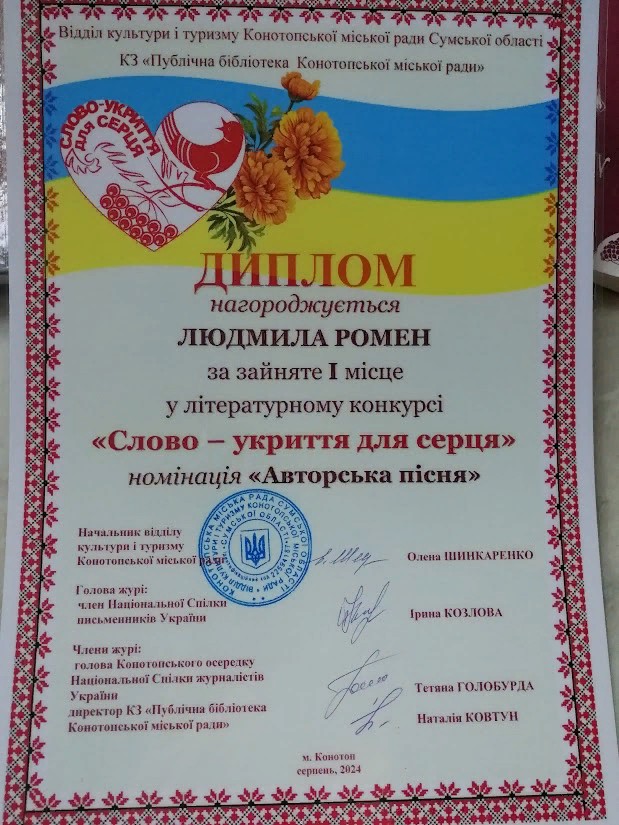 Відділ культури і туризму Конотопської міської ради Сумської області
КЗ «Публічна бібліотека Конотопської міської ради»
СЛОВО-УКРИТТЯ
ДЛЯ СЕРЦЯ
ДИПЛОМ
нагороджується
ЛЮДМИЛА РОМЕН
за зайняте І місце
у літературному конкурсі
«Слово – укриття для серця»
номінація «Авторська пісня»
Начальник відділу
культури і туризму
Конотопської міської ради:
Олена ШИНКАРЕНКО
Голова журі:
член Національної Спілки
письменників України
Ірина КОЗЛОВА
Члени журі:
голова Конотопського осередку
Національної Спілки журналістів
України
Тетяна ГОЛОБУРДА
директор КЗ «Публічна бібліотека
Конотопської міської ради»
Наталія КОВТУН
м. Конотоп
серпень, 2024